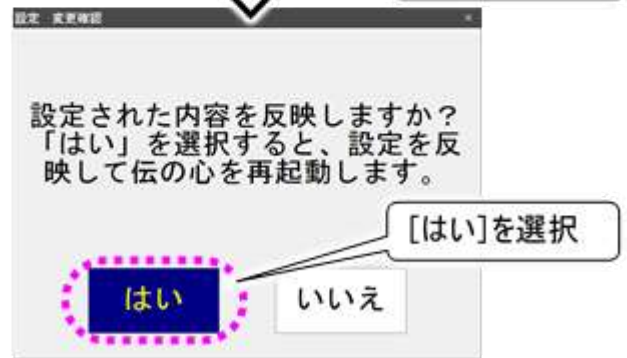 設定　変更確認
設定された内容を反映しますか？
「はい」を選択すると、設定を反
映して伝の心を再起動します。
[はい]を選択
はい
いいえ